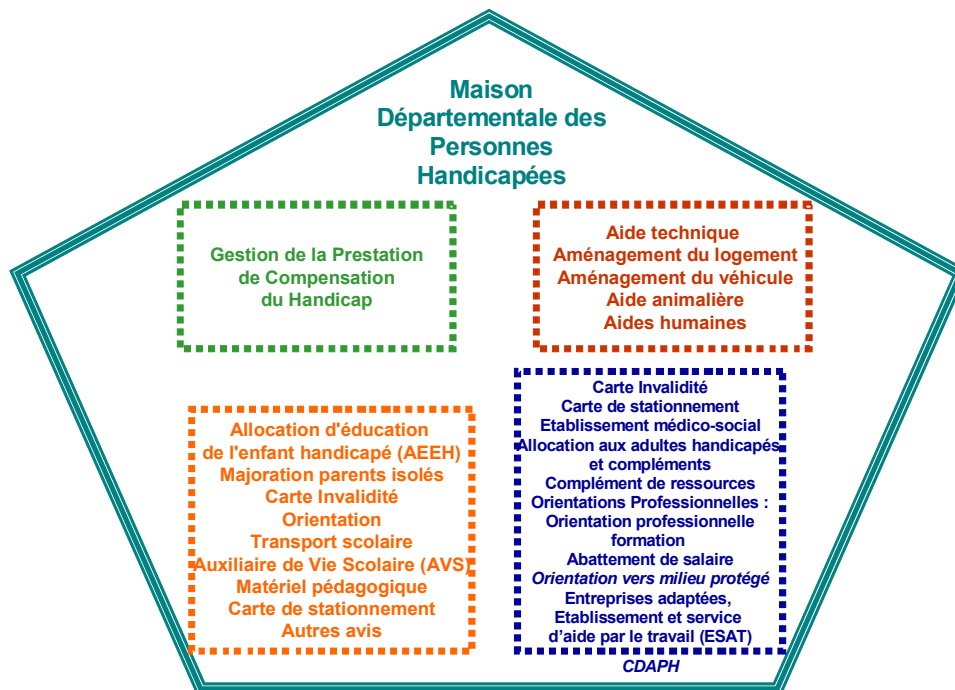 Maison
Départementale des
Personnes
Handicapées
Gestion de la Prestation
de Compensation
du Handicap
Aide technique
Aménagement du logement
Aménagement du véhicule
Aide animalière
Aides humaines
Allocation d'éducation
de l'enfant handicapé (AEEH)
Majoration parents isolés
Carte Invalidité
Orientation
Transport scolaire
Auxiliaire de Vie Scolaire (AVS)
Matériel pédagogique
Carte de stationnement
Autres avis
Carte Invalidité
Carte de stationnement
Etablissement médico-social
Allocation aux adultes handicapés
et compléments
Complément de ressources
Orientations Professionnelles :
Orientation professionnelle
formation
Abattement de salaire
Orientation vers milieu protégé
Entreprises adaptées,
Etablissement et service
d'aide par le travail (ESAT)
CDAPH